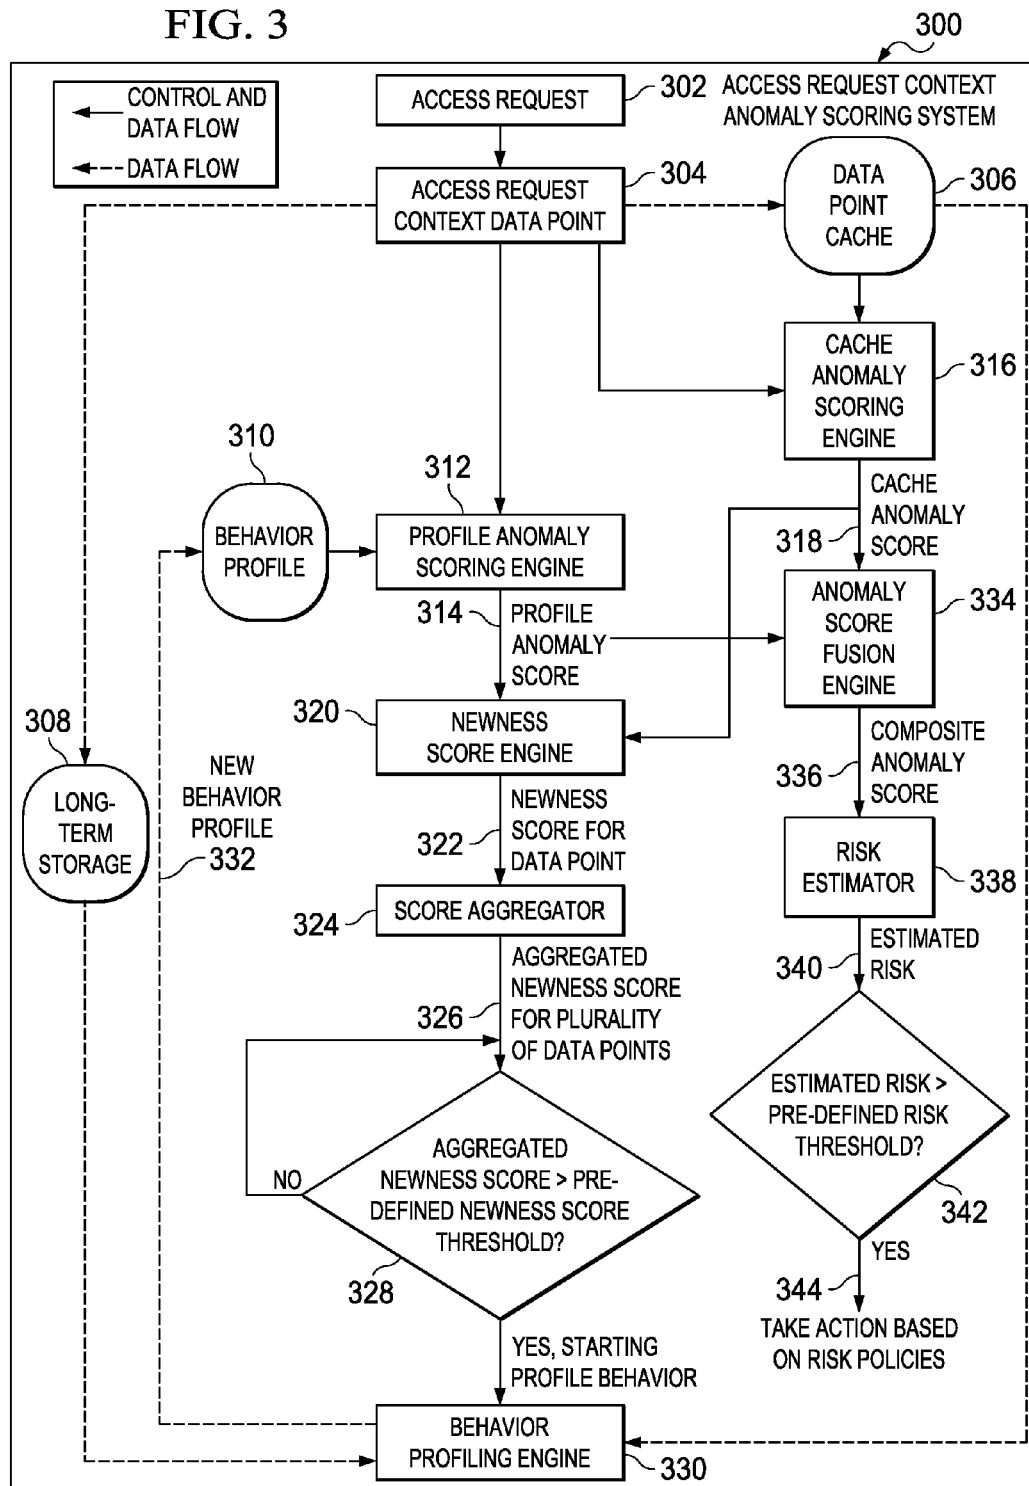 FIG. 3
300
ACCESS REQUEST CONTEXT
ANOMALY SCORING SYSTEM
CONTROL AND
DATA FLOW
DATA FLOW
ACCESS REQUEST
302
ACCESS REQUEST
CONTEXT DATA POINT
304
DATA
POINT
CACHE
306
CACHE
ANOMALY
SCORING
ENGINE
316
310
BEHAVIOR
PROFILE
312
PROFILE ANOMALY
SCORING ENGINE
318
CACHE
ANOMALY
SCORE
314
PROFILE
ANOMALY
SCORE
ANOMALY
SCORE
FUSION
ENGINE
334
320
NEWNESS
SCORE ENGINE
308
LONG-
TERM
STORAGE
NEW
BEHAVIOR
PROFILE
332
336
COMPOSITE
ANOMALY
SCORE
322
NEWNESS
SCORE FOR
DATA POINT
RISK
ESTIMATOR
338
324
SCORE AGGREGATOR
340
ESTIMATED
RISK
326
AGGREGATED
NEWNESS SCORE
FOR PLURALITY
OF DATA POINTS
ESTIMATED RISK >
PRE-DEFINED RISK
THRESHOLD?
342
NO
AGGREGATED
NEWNESS SCORE > PRE-
DEFINED NEWNESS SCORE
THRESHOLD?
328
YES
344
TAKE ACTION BASED
ON RISK POLICIES
YES, STARTING
PROFILE BEHAVIOR
BEHAVIOR
PROFILING ENGINE
330